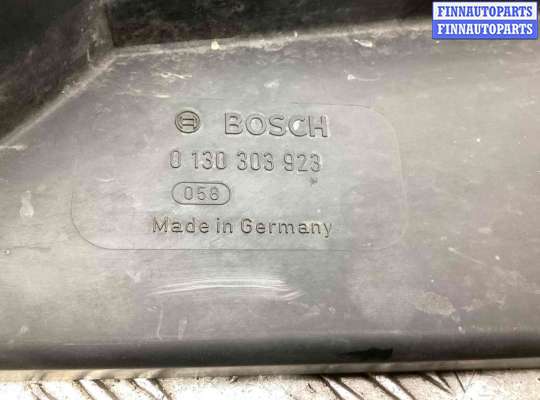 FINNAUTOPARTS
FINNAUTOPARTS
BOSCH
0 130 303 923
058
Made in Germany